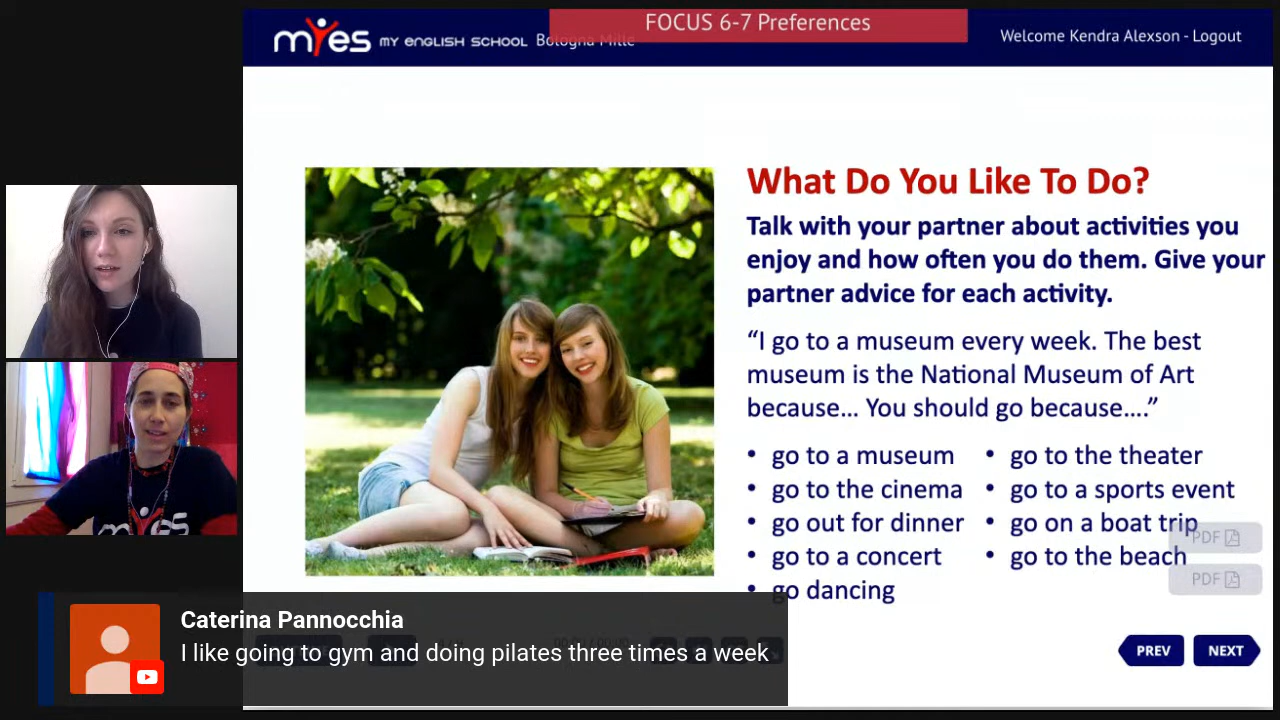 FOCUS 6-7 Preferences
myes MY ENGLISH SCHOOL Bologna Mille
Welcome Kendra Alexson - Logout
What Do You Like To Do?
Talk with your partner about activities you
enjoy and how often you do them. Give your
partner advice for each activity.
“I go to a museum every week. The best
museum is the National Museum of Art
because... You should go because....”
• go to a museum
• go to the cinema
• go out for dinner
• go to a concert
• go dancing
• go to the theater
• go to a sports event
• go on a boat trip
• go to the beach
PDF
PDF
Caterina Pannocchia
I like going to gym and doing pilates three times a week
PREV
NEXT